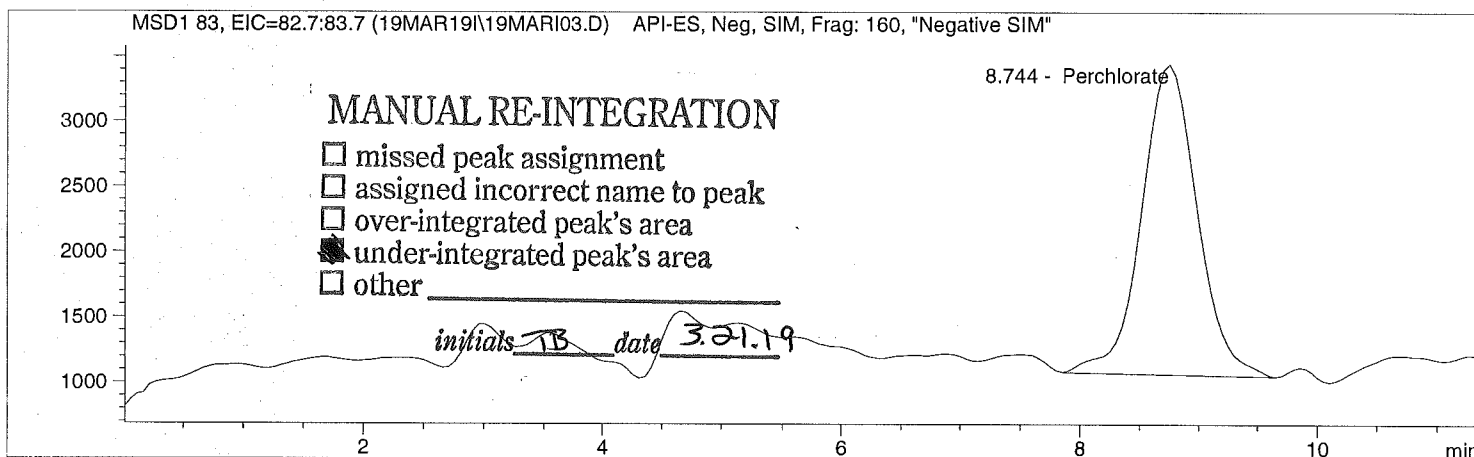 MSD1 83, EIC=82.7:83.7 (19MAR19I\19MARI03.D) API-ES, Neg, SIM, Frag: 160, "Negative SIM"
8.744 - Perchlorate
MANUAL RE-INTEGRATION
missed peak assignment
assigned incorrect name to peak
over-integrated peak's area
under-integrated peak's area
other
initials TB date 3.21.19
3000
2500
2000
1500
1000
2 4 6 8 10 min